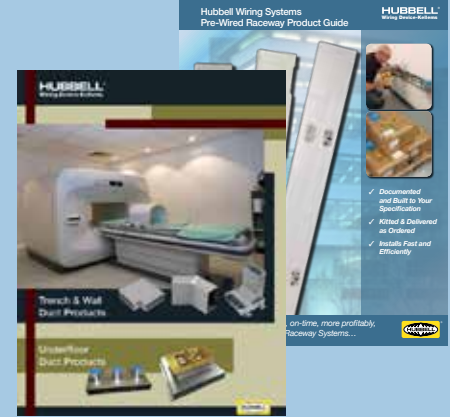 Hubbell Wiring Systems
Pre-Wired Raceway Product Guide
HUBBELL
Wiring Device-Kellems
✓ Documented
and Built to Your
Specification
✓ Kitted & Delivered
as Ordered
✓ Installs Fast and
Efficiently
, on-time, more profitably,
Raceway Systems...
HUBBELL
HUBBELL
Wiring Device-Kellems
Trench & Wall
Duct Products
Underfloor
Duct Products
HUBBELL